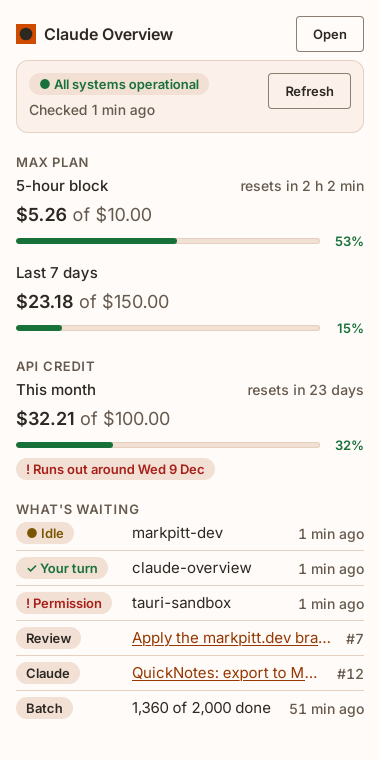 Claude Overview
Open
All systems operational
Checked 1 min ago
Refresh
MAX PLAN
5-hour block
resets in 2 h 2 min
$5.26 of $10.00
53%
Last 7 days
$23.18 of $150.00
15%
API CREDIT
This month
resets in 23 days
$32.21 of $100.00
32%
! Runs out around Wed 9 Dec
WHAT'S WAITING
Idle markpitt-dev 1 min ago
✓ Your turn claude-overview 1 min ago
! Permission tauri-sandbox 1 min ago
Review Apply the markpitt.dev bra... #7
Claude QuickNotes: export to M... #12
Batch 1,360 of 2,000 done 51 min ago